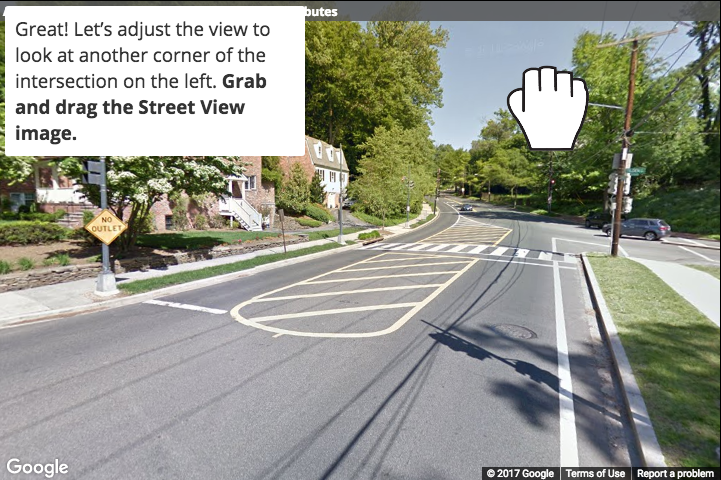 butes
Great! Let’s adjust the view to
look at another corner of the
intersection on the left. Grab
and drag the Street View
image.
NO
OUTLET
Google
© 2017 Google
Terms of Use
Report a problem